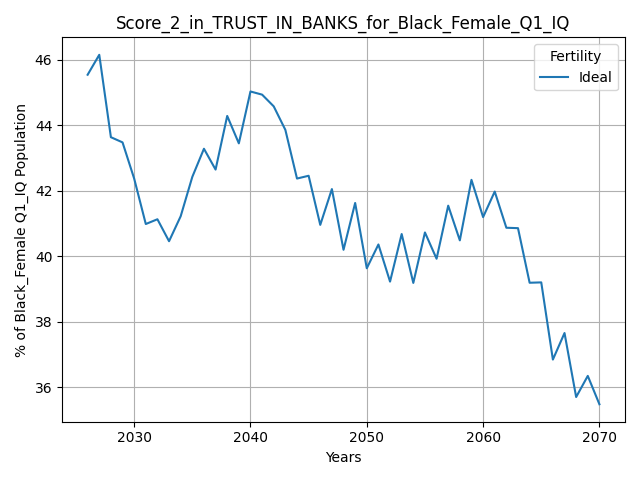 Score_2_in_TRUST_IN_BANKS_for_Black_Female_Q1_IQ
% of Black_Female Q1_IQ Population
46
44
42
40
38
36
Fertility
Ideal
2030 2040 2050 2060 2070
Years